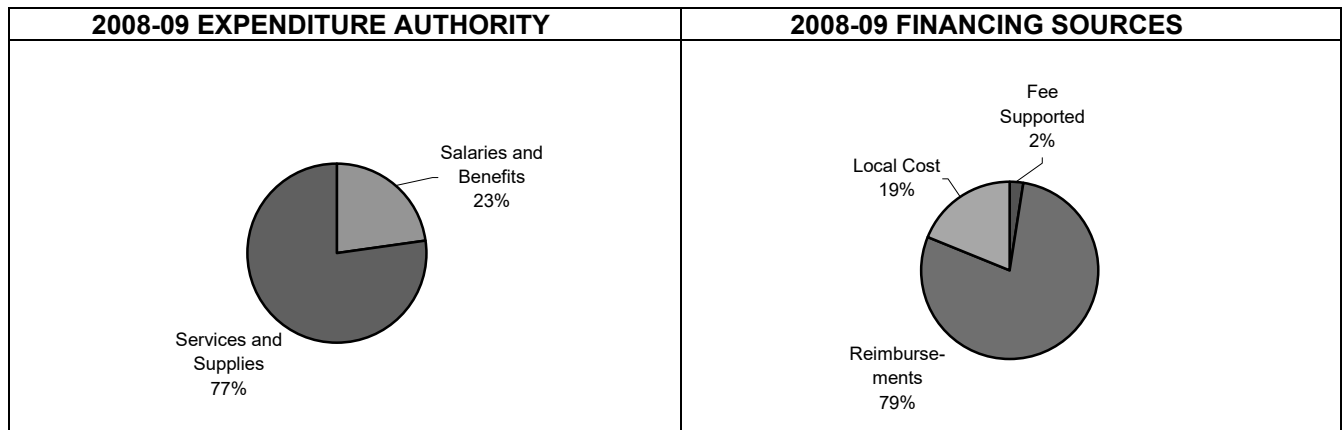 2008-09 EXPENDITURE AUTHORITY
Salaries and
Benefits
23%
Services and
Supplies
77%
2008-09 FINANCING SOURCES
Fee
Supported
2%
Local Cost
19%
Reimburse-
ments
79%